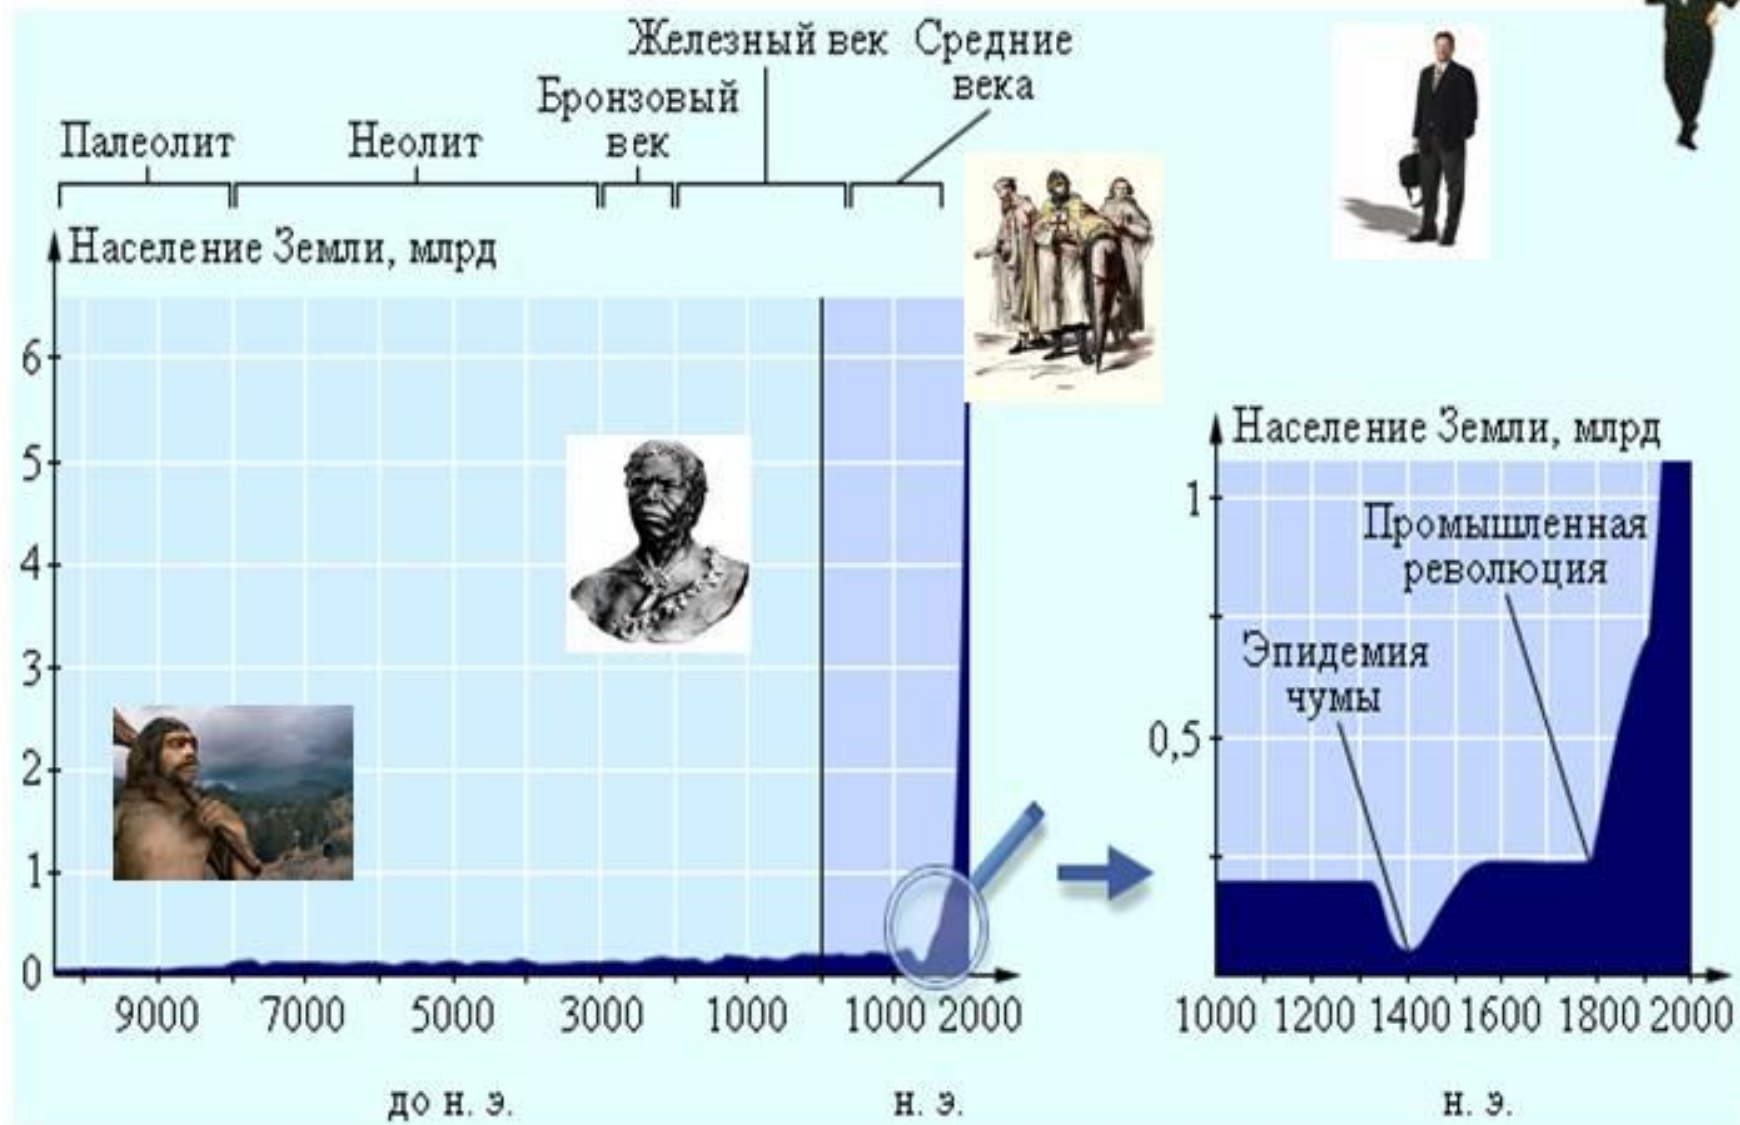 Железный век
Средние
века
Бронзовый
век
Палеолит
Неолит
Население Земли, млрд
6
5
4
3
2
1
0
9000 7000 5000 3000 1000 1000 2000
до н. э.
н. э.
Население Земли, млрд
1
Промышленная
революция
Эпидемия
чумы
0,5
1000 1200 1400 1600 1800 2000
н. э.